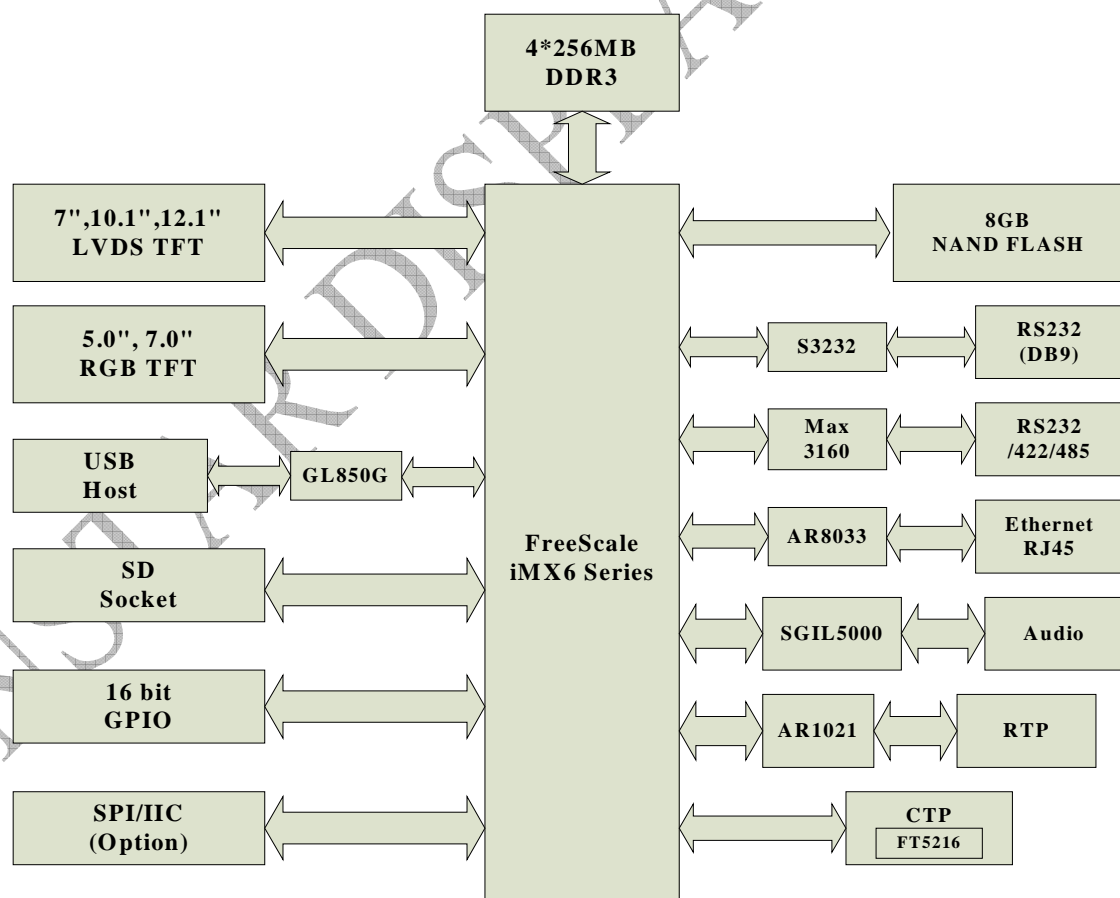 4*256MB
DDR3
7",10.1",12.1"
LVDS TFT
8GB
NAND FLASH
5.0", 7.0"
RGB TFT
S3232
RS232
(DB9)
Max
3160
RS232
/422/485
USB
Host
GL850G
FreeScale
iMX6 Series
AR8033
Ethernet
RJ45
SD
Socket
SGIL5000
Audio
16 bit
GPIO
AR1021
RTP
SPI/IIC
(Option)
CTP
FT5216